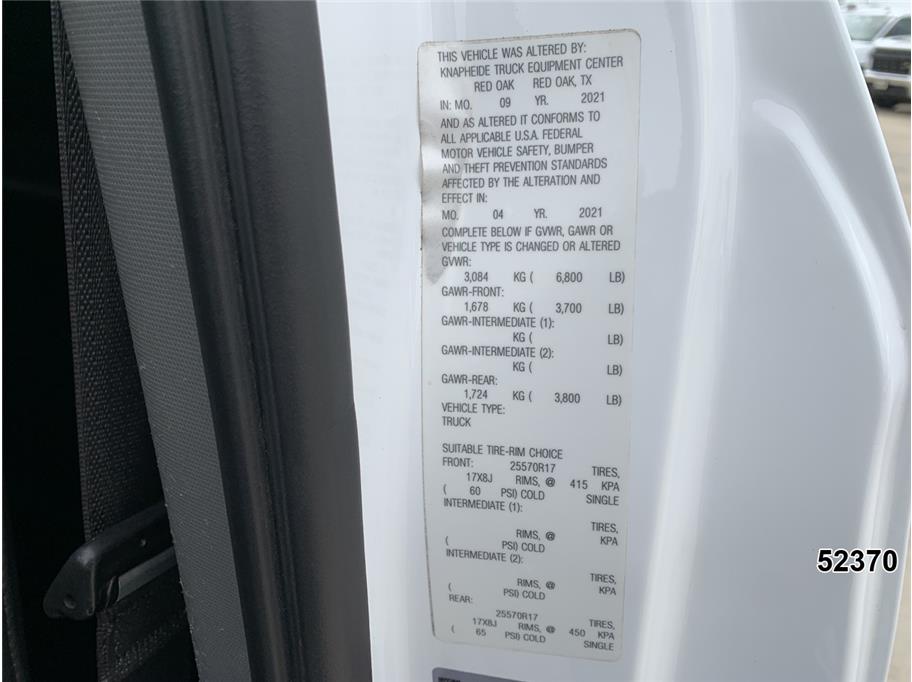 THIS VEHICLE WAS ALTERED BY:
KNAPHEIDE TRUCK EQUIPMENT CENTER
RED OAK RED OAK, TX
IN: MO. 09 YR. 2021
AND AS ALTERED IT CONFORMS TO
ALL APPLICABLE U.S.A. FEDERAL
MOTOR VEHICLE SAFETY, BUMPER
AND THEFT PREVENTION STANDARDS
AFFECTED BY THE ALTERATION AND
EFFECT IN:
MO. 04 YR. 2021
COMPLETE BELOW IF GVWR, GAWR OR
VEHICLE TYPE IS CHANGED OR ALTERED
GVWR:
3,084 KG ( 6,800 LB)
GAWR-FRONT:
1,678 KG ( 3,700 LB)
GAWR-INTERMEDIATE (1):
KG ( LB)
GAWR-INTERMEDIATE (2):
KG ( LB)
GAWR-REAR:
1,724 KG ( 3,800 LB)
VEHICLE TYPE:
TRUCK
SUITABLE TIRE-RIM CHOICE
FRONT: 25570R17 TIRES,
17X8J RIMS, @ 415 KPA
( 60 PSI) COLD SINGLE
INTERMEDIATE (1):
TIRES,
RIMS, @ KPA
( PSI) COLD
INTERMEDIATE (2):
TIRES,
RIMS, @ KPA
( PSI) COLD
REAR:
25570R17 TIRES,
17X8J RIMS, @ 450 KPA
( 65 PSI) COLD SINGLE
52370